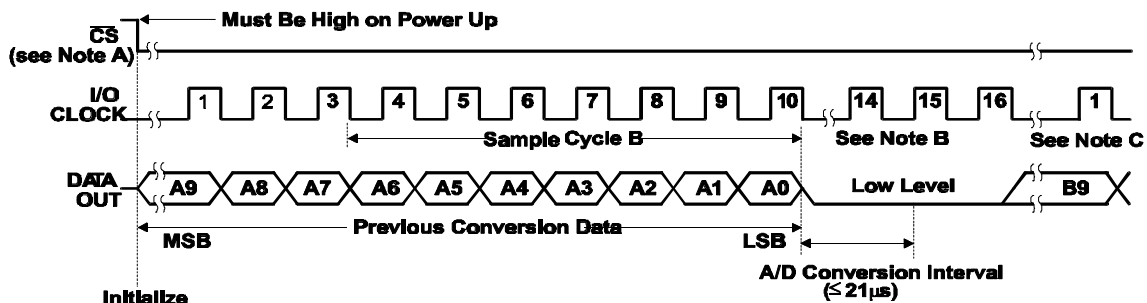 Must Be High on Power Up
CS
(see Note A)
I/O
CLOCK
1 2 3 4 5 6 7 8 9 10 14 15 16 1
Sample Cycle B
See Note B
See Note C
DATA
OUT
A9 A8 A7 A6 A5 A4 A3 A2 A1 A0 Low Level B9
Previous Conversion Data
MSB
LSB
A/D Conversion Interval
(≤ 21μs)
Initialize